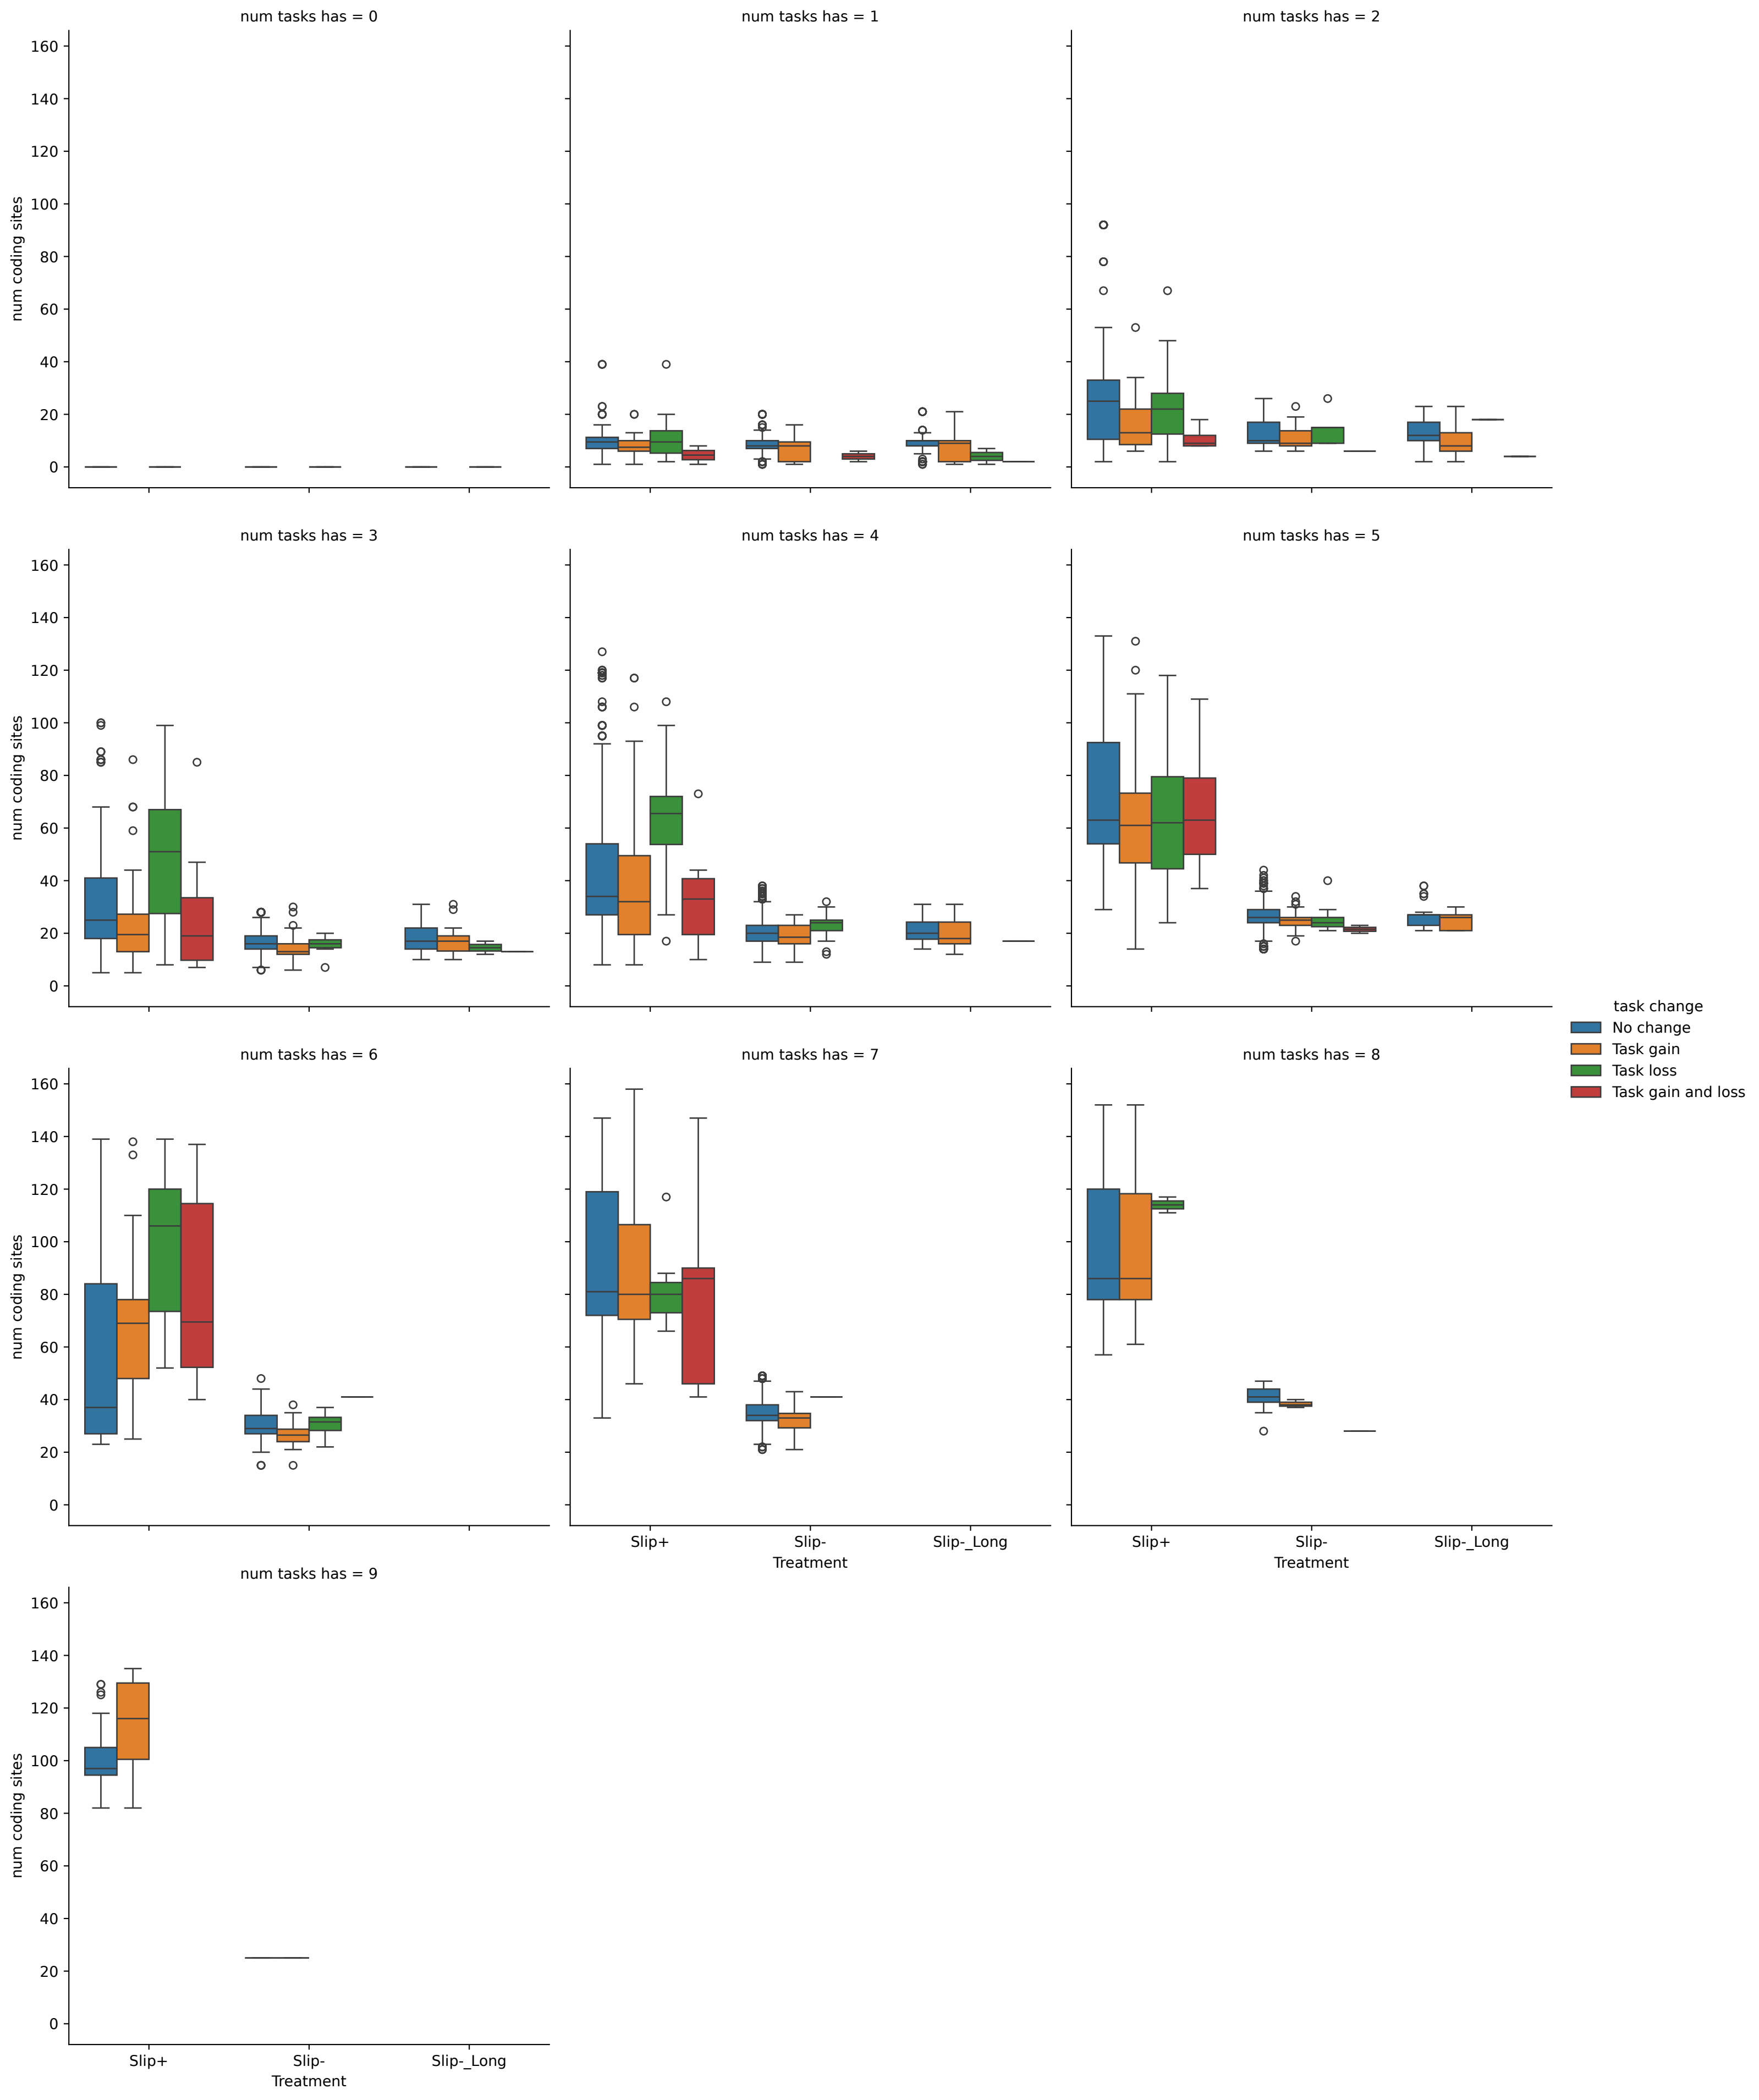 num tasks has = 0
num tasks has = 1
num tasks has = 2
160
140
120
100
80
60
40
20
0
num coding sites
num tasks has = 3
num tasks has = 4
num tasks has = 5
160
140
120
100
80
60
40
20
0
num coding sites
task change
No change
Task gain
Task loss
Task gain and loss
num tasks has = 6
num tasks has = 7
num tasks has = 8
160
140
120
100
80
60
40
20
0
num coding sites
Slip+
Slip-
Slip-_Long
Treatment
Slip+
Slip-
Slip-_Long
Treatment
num tasks has = 9
160
140
120
100
80
60
40
20
0
num coding sites
Slip+
Slip-
Slip-_Long
Treatment